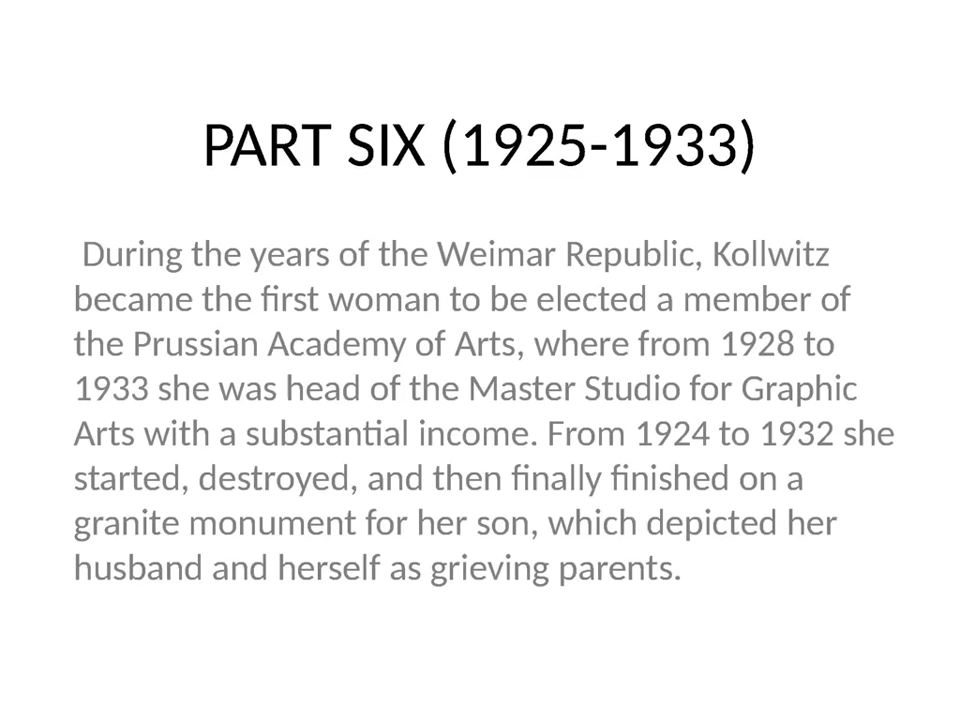 PART SIX (1925-1933)
During the years of the Weimar Republic, Kollwitz
became the first woman to be elected a member of
the Prussian Academy of Arts, where from 1928 to
1933 she was head of the Master Studio for Graphic
Arts with a substantial income. From 1924 to 1932 she
started, destroyed, and then finally finished on a
granite monument for her son, which depicted her
husband and herself as grieving parents.